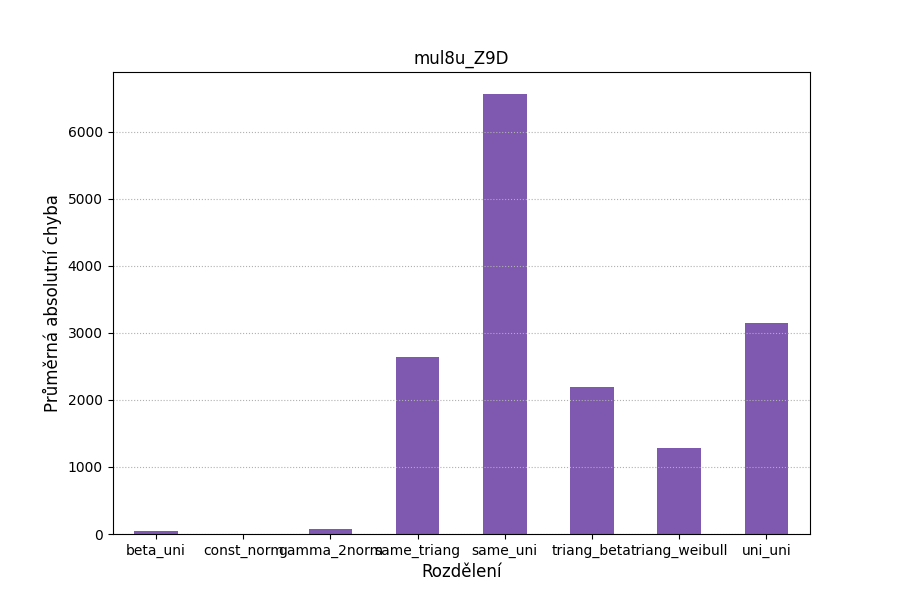 mul8u_Z9D
Průměrná absolutní chyba
6000
5000
4000
3000
2000
1000
0
beta_uni const_norm gamma_2norm same_triang same_uni triang_beta triang_weibull uni_uni
Rozdělení